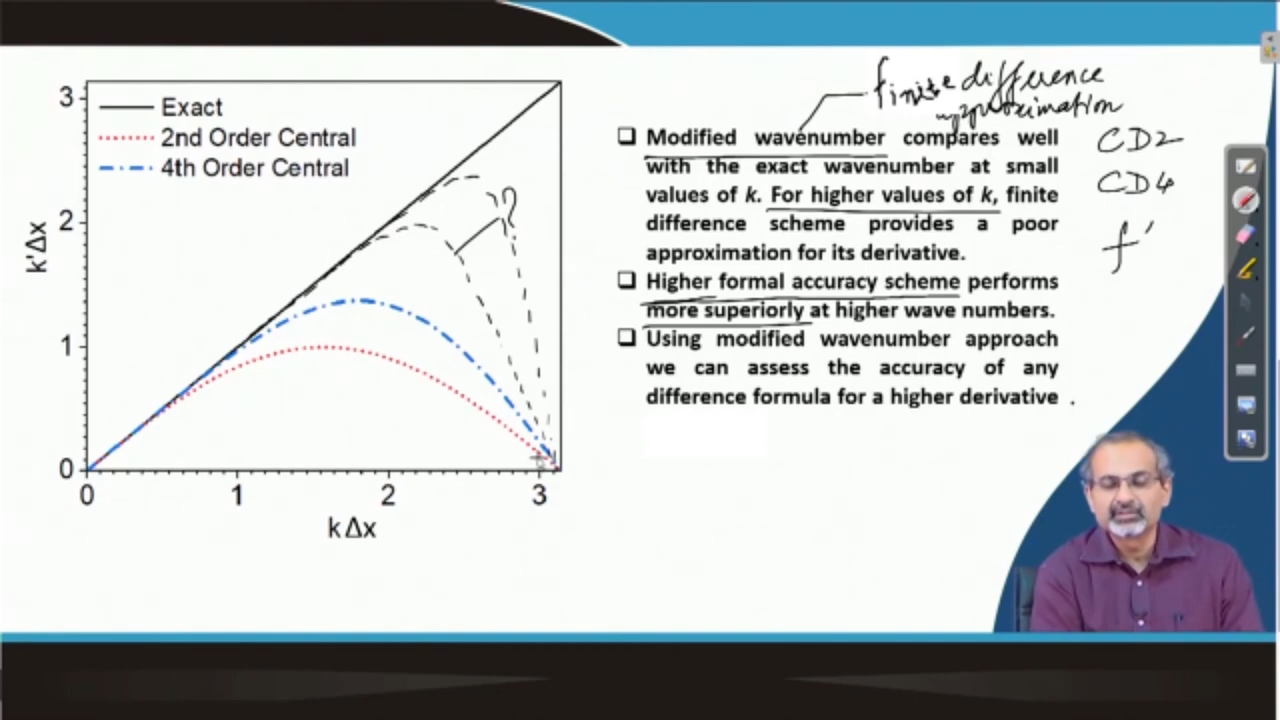 3
2
1
0
k'Δx
Exact
2nd Order Central
4th Order Central
?
0
1
2
3
k Δx
finite difference
approximation
CD2
CD4
f'
Modified wavenumber compares well
with the exact wavenumber at small
values of k. For higher values of k, finite
difference scheme provides a poor
approximation for its derivative.
Higher formal accuracy scheme performs
more superiorly at higher wave numbers.
Using modified wavenumber approach
we can assess the accuracy of any
difference formula for a higher derivative .